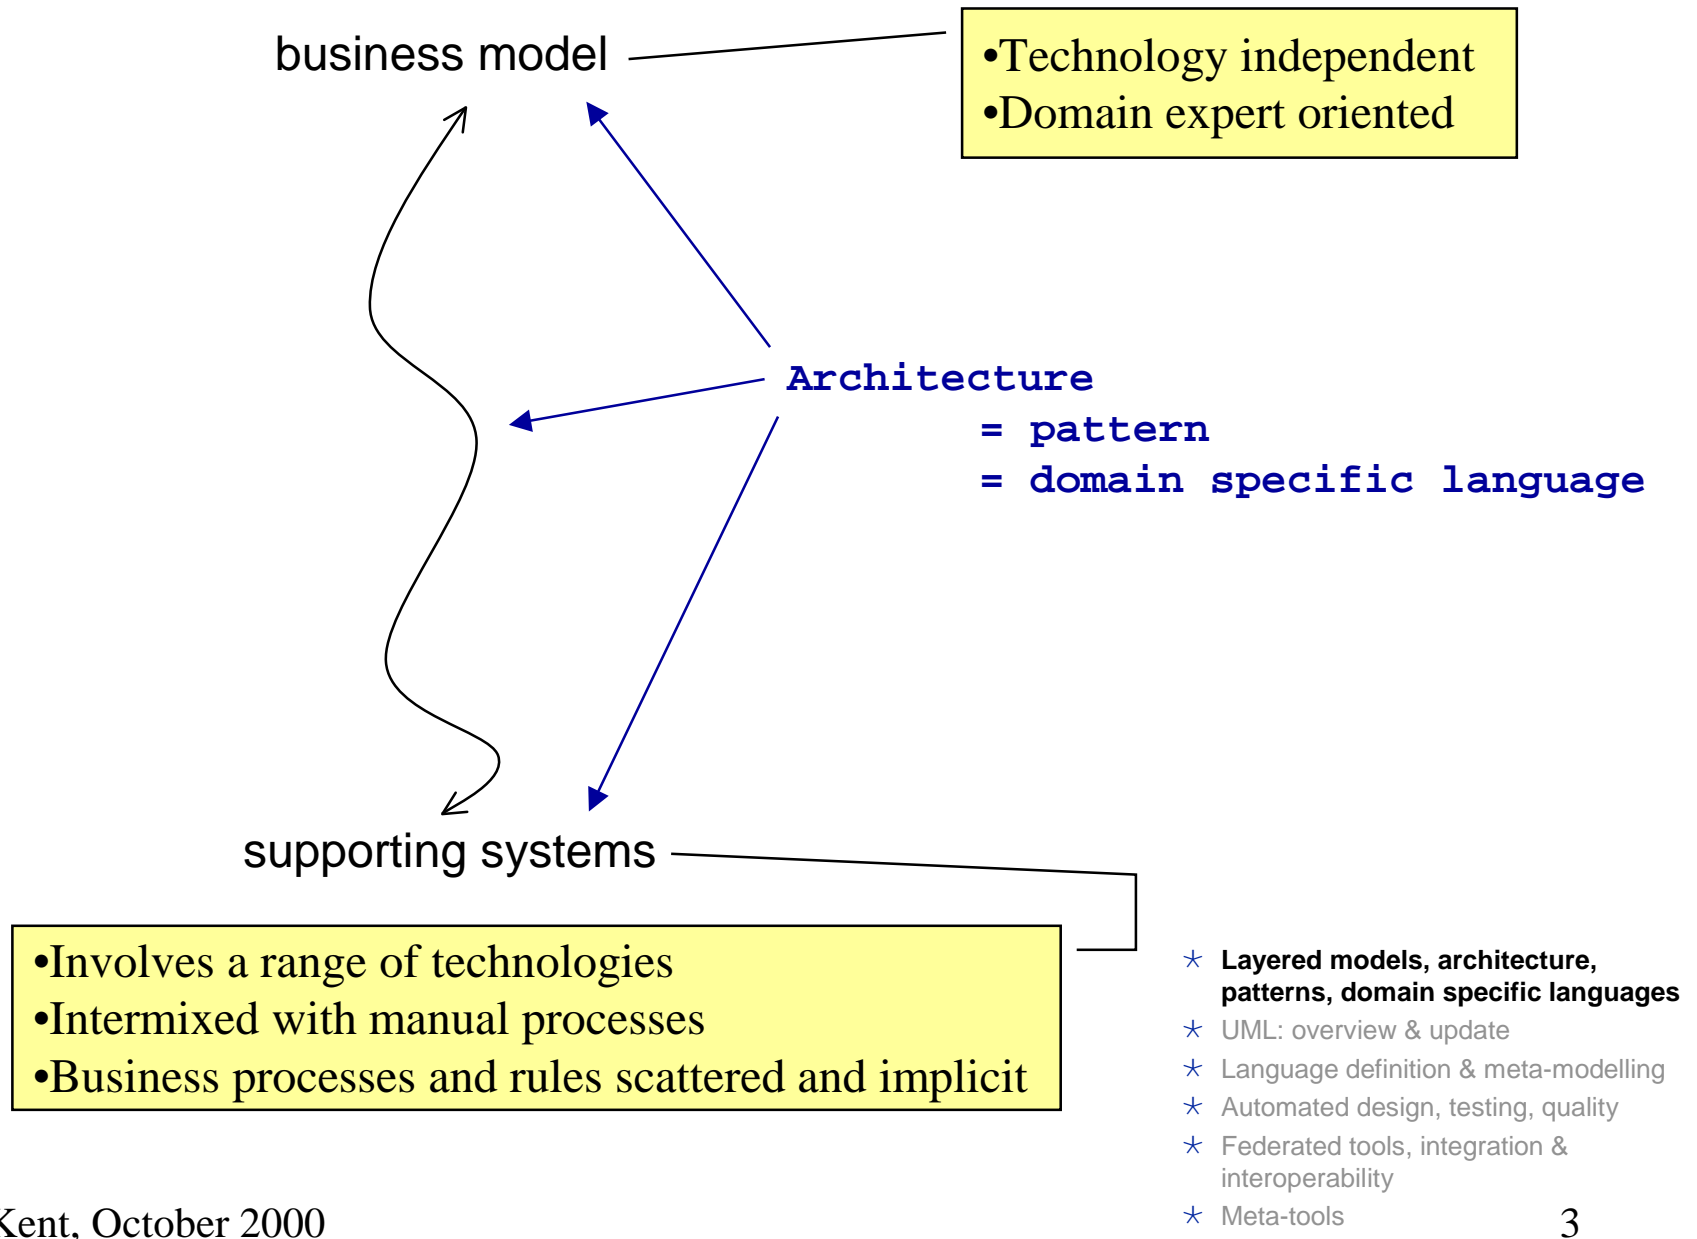 business model
•Technology independent
•Domain expert oriented
Architecture
= pattern
= domain specific language
supporting systems
•Involves a range of technologies
•Intermixed with manual processes
•Business processes and rules scattered and implicit
Layered models, architecture,
patterns, domain specific languages
UML: overview & update
Language definition & meta-modelling
Automated design, testing, quality
Federated tools, integration &
interoperability
Meta-tools
Kent, October 2000
3